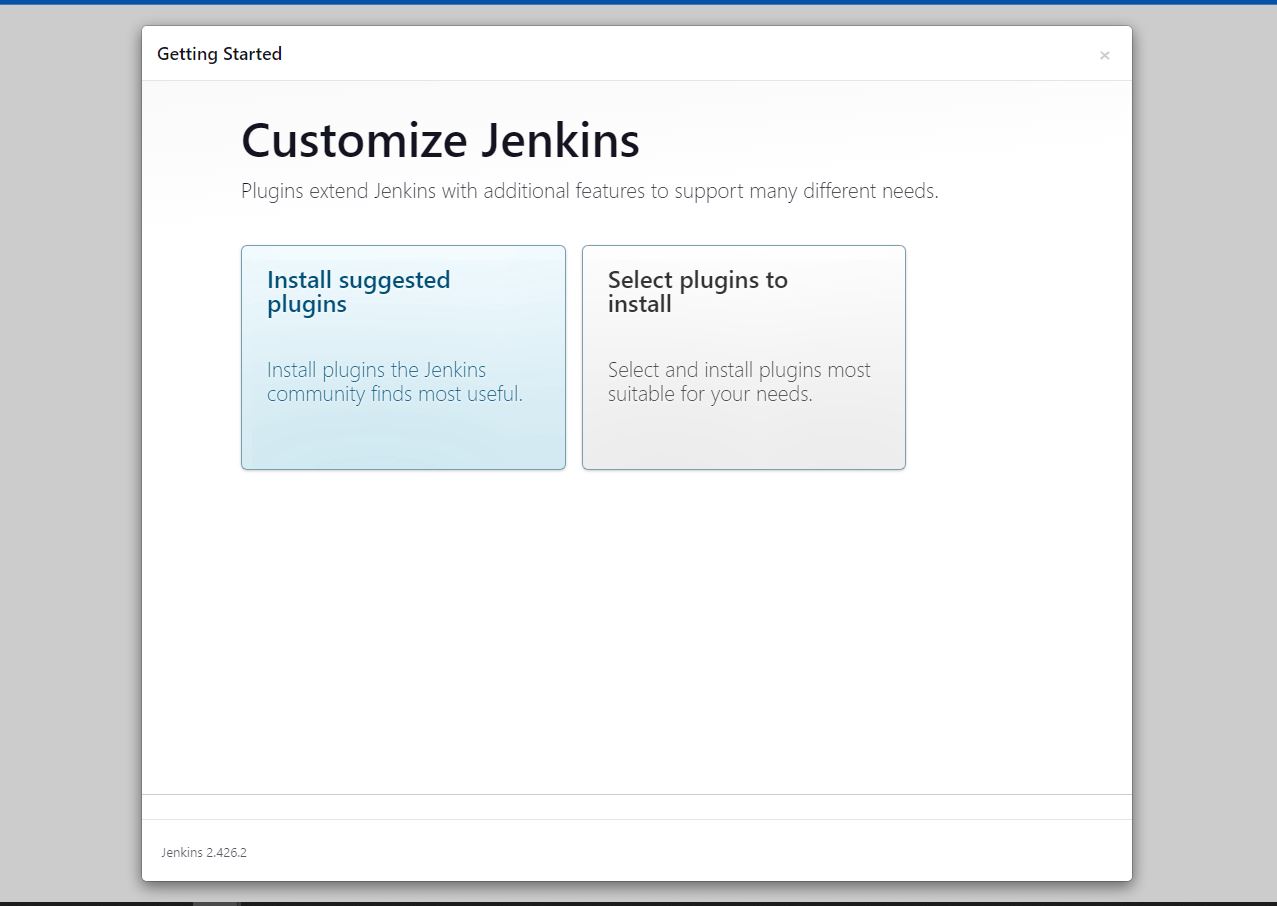 Getting Started
×
Customize Jenkins
Plugins extend Jenkins with additional features to support many different needs.
Install suggested
plugins
Install plugins the Jenkins
community finds most useful.
Select plugins to
install
Select and install plugins most
suitable for your needs.
Jenkins 2.426.2